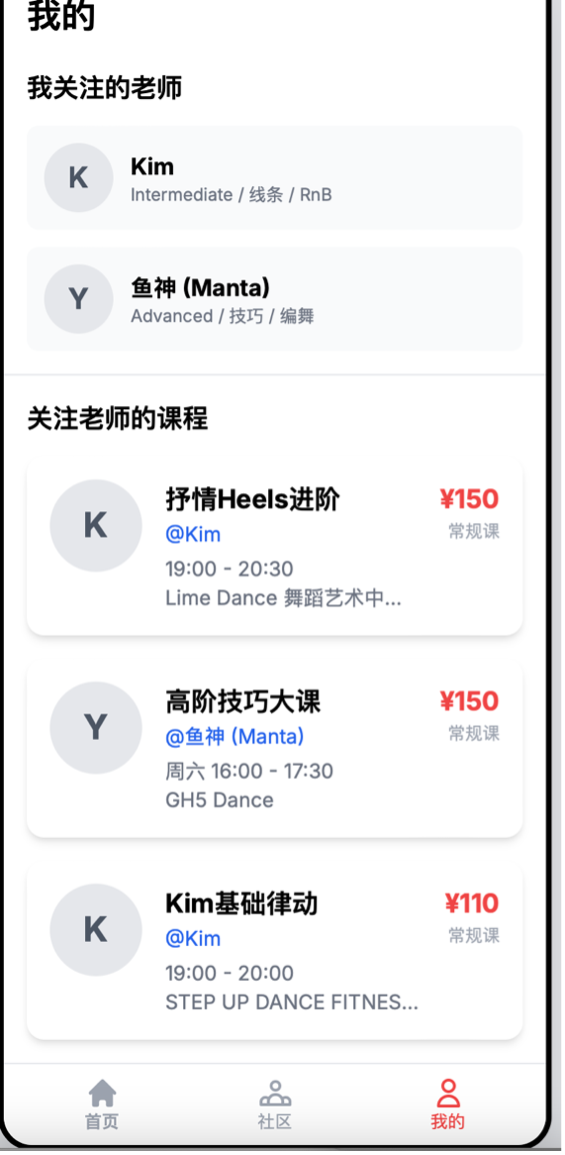 我的
我关注的老师
K
Kim
Intermediate / 线条 / RnB
Y
鱼神 (Manta)
Advanced / 技巧 / 编舞
关注老师的课程
K
抒情Heels进阶
¥150
@Kim
常规课
19:00 - 20:30
Lime Dance 舞蹈艺术中...
Y
高阶技巧大课
¥150
@鱼神 (Manta)
常规课
周六 16:00 - 17:30
GH5 Dance
K
Kim基础律动
¥110
@Kim
常规课
19:00 - 20:00
STEP UP DANCE FITNES...
首页
社区
我的